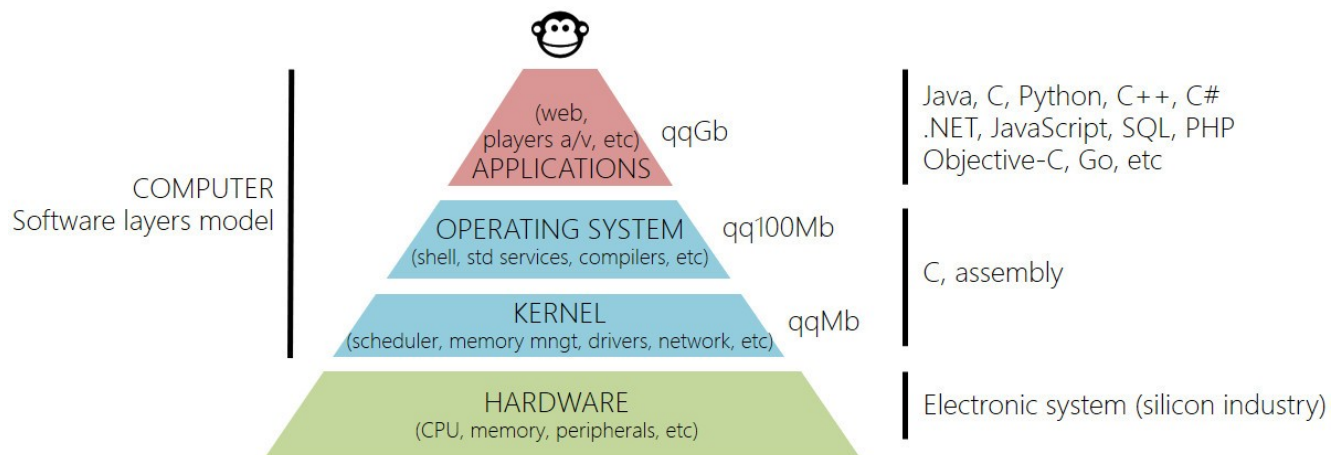 COMPUTER
Software layers model
(web,
players a/v, etc)
APPLICATIONS
qqGb
OPERATING SYSTEM
(shell, std services, compilers, etc)
qq100Mb
KERNEL
(scheduler, memory mngt, drivers, network, etc)
qqMb
HARDWARE
(CPU, memory, peripherals, etc)
Java, C, Python, C++, C#
.NET, JavaScript, SQL, PHP
Objective-C, Go, etc
C, assembly
Electronic system (silicon industry)